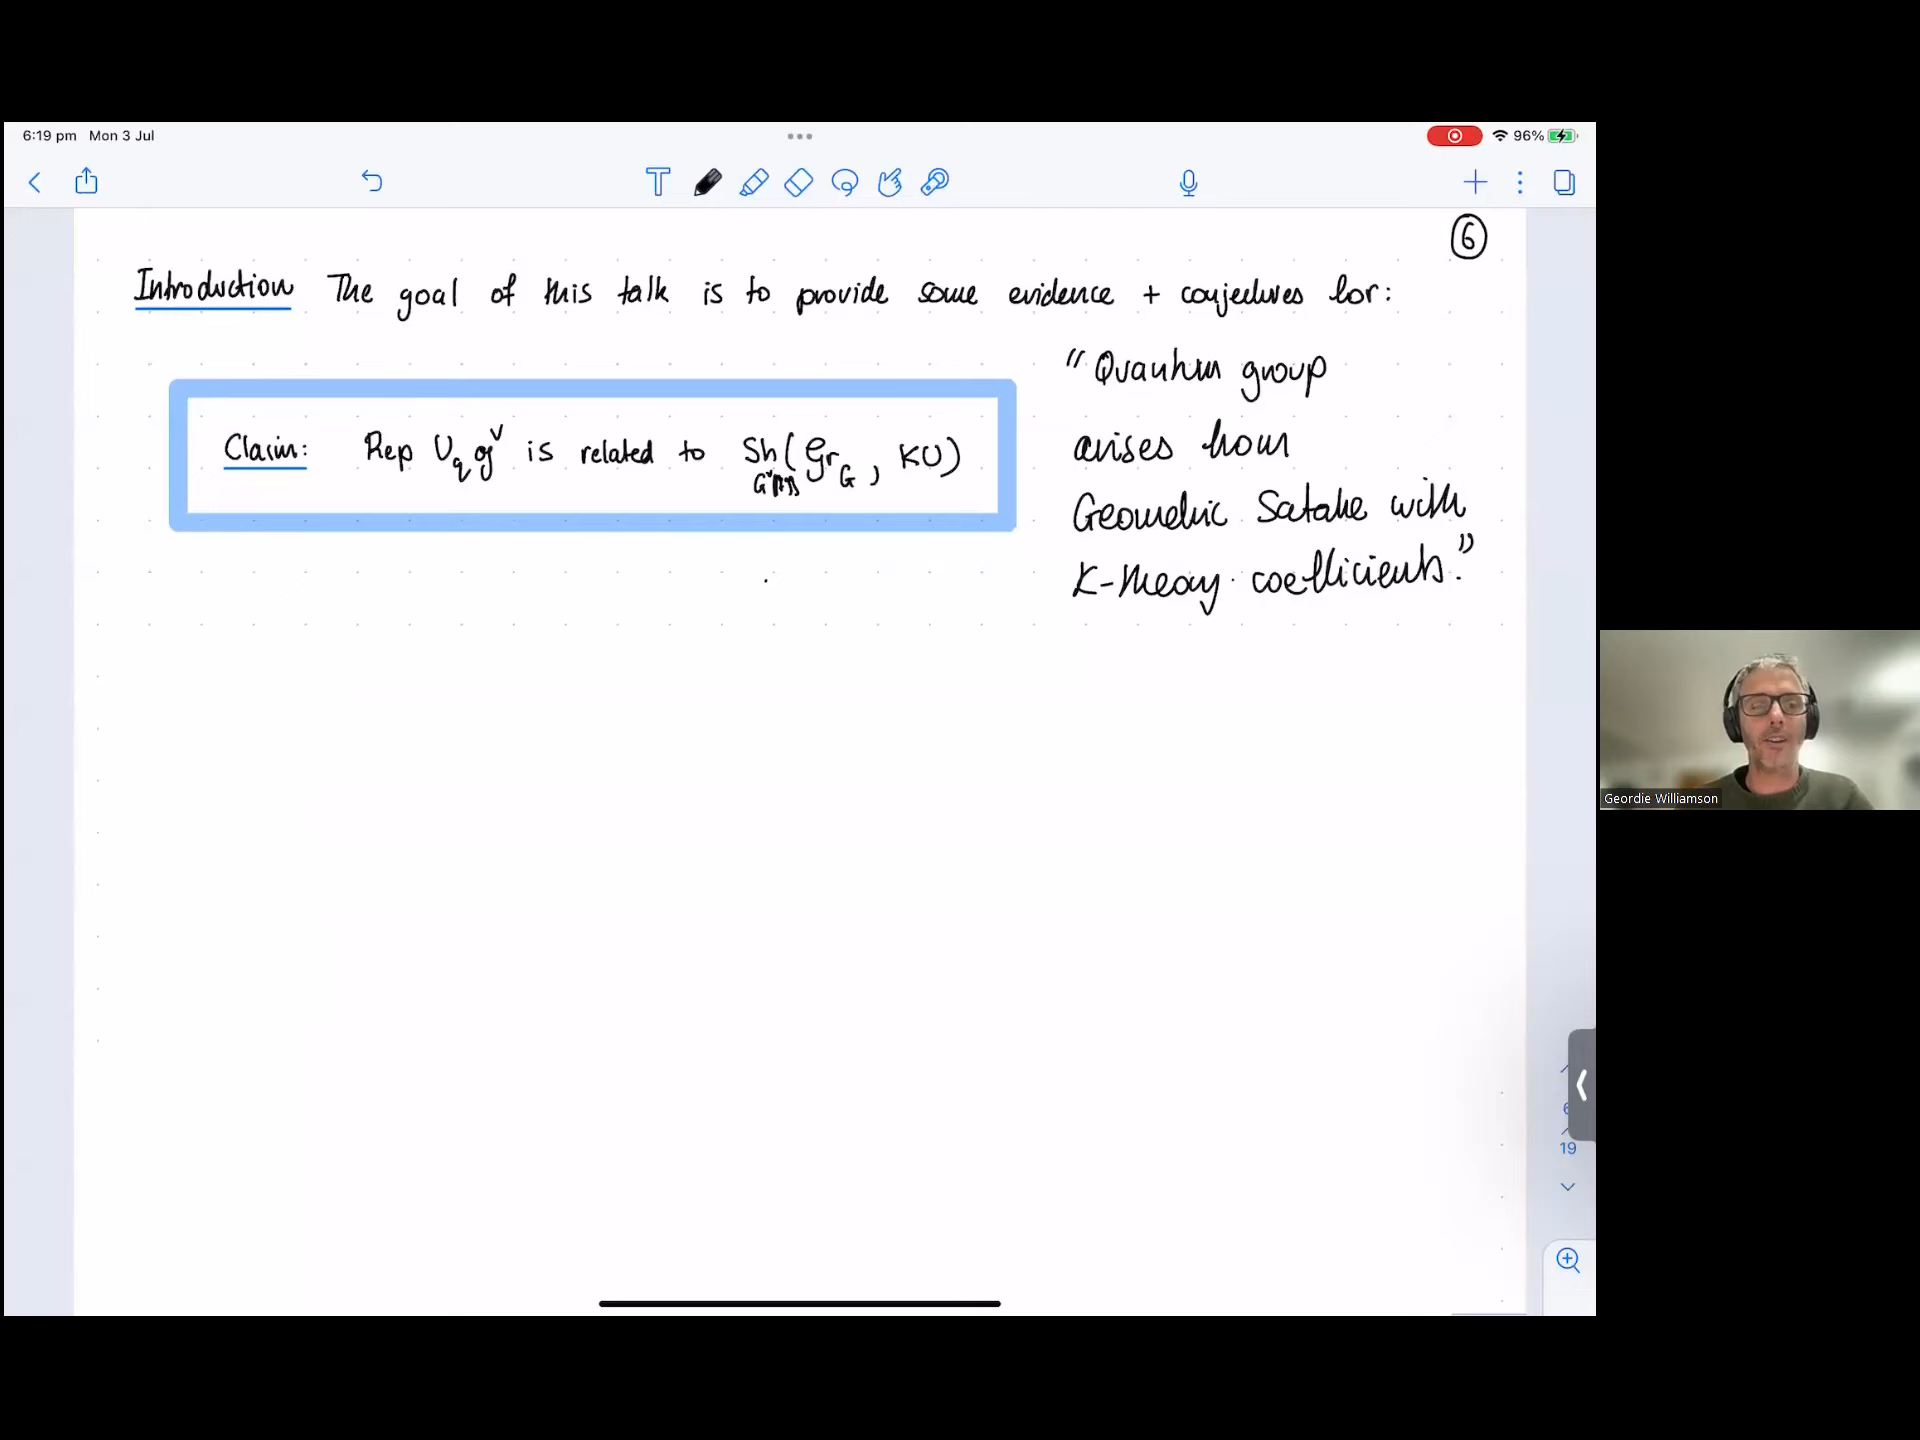 6:19 pm Mon 3 Jul
96%
6
Introduction The goal of this talk is to provide some evidence + conjectures for:
Claim: Rep U_q g^∨ is related to Sh (Gr_G, KU)
"Quantum group
arises from
Geometric Satake with
K-theory coefficients."
Geordie Williamson
19